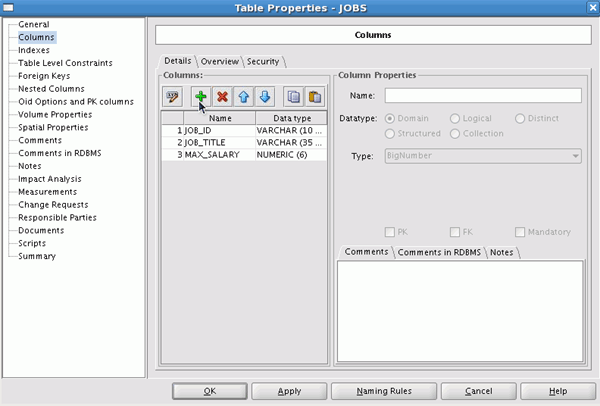 Table Properties - JOBS
General
Columns
Indexes
Table Level Constraints
Foreign Keys
Nested Columns
Oid Options and PK columns
Volume Properties
Spatial Properties
Comments
Comments in RDBMS
Notes
Impact Analysis
Measurements
Change Requests
Responsible Parties
Documents
Scripts
Summary
Columns
Details Overview Security
Columns:
Name Data type
1 JOB_ID VARCHAR (10 ...
2 JOB_TITLE VARCHAR (35 ...
3 MAX_SALARY NUMERIC (6)
Column Properties
Name:
Datatype: Domain Logical Distinct
Structured Collection
Type: BigNumber
PK FK Mandatory
Comments Comments in RDBMS Notes
OK Apply Naming Rules Cancel Help